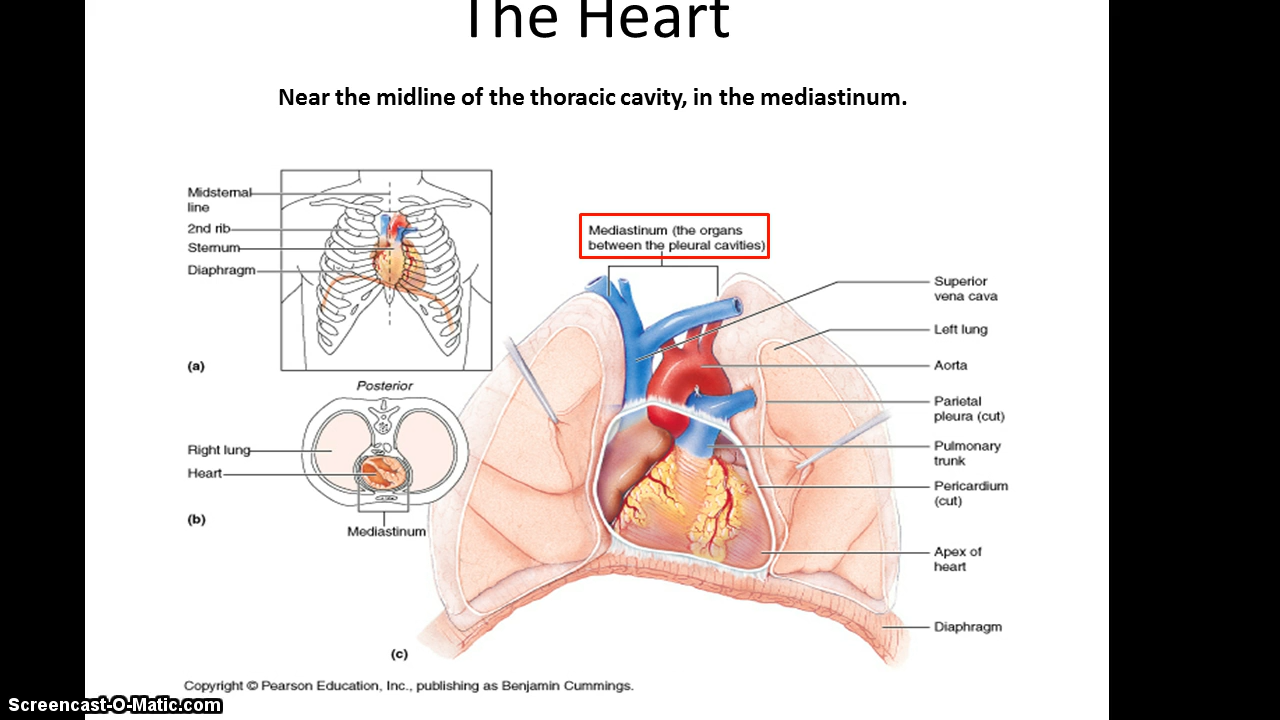 The Heart
Near the midline of the thoracic cavity, in the mediastinum.
Midsternal
line
2nd rib
Sternum
Diaphragm
(a)
Posterior
Right lung
Heart
(b)
Mediastinum
Mediastinum (the organs
between the pleural cavities)
Superior
vena cava
Left lung
Aorta
Parietal
pleura (cut)
Pulmonary
trunk
Pericardium
(cut)
Apex of
heart
Diaphragm
(c)
Copyright © Pearson Education, Inc., publishing as Benjamin Cummings.
Screencast-O-Matic.com